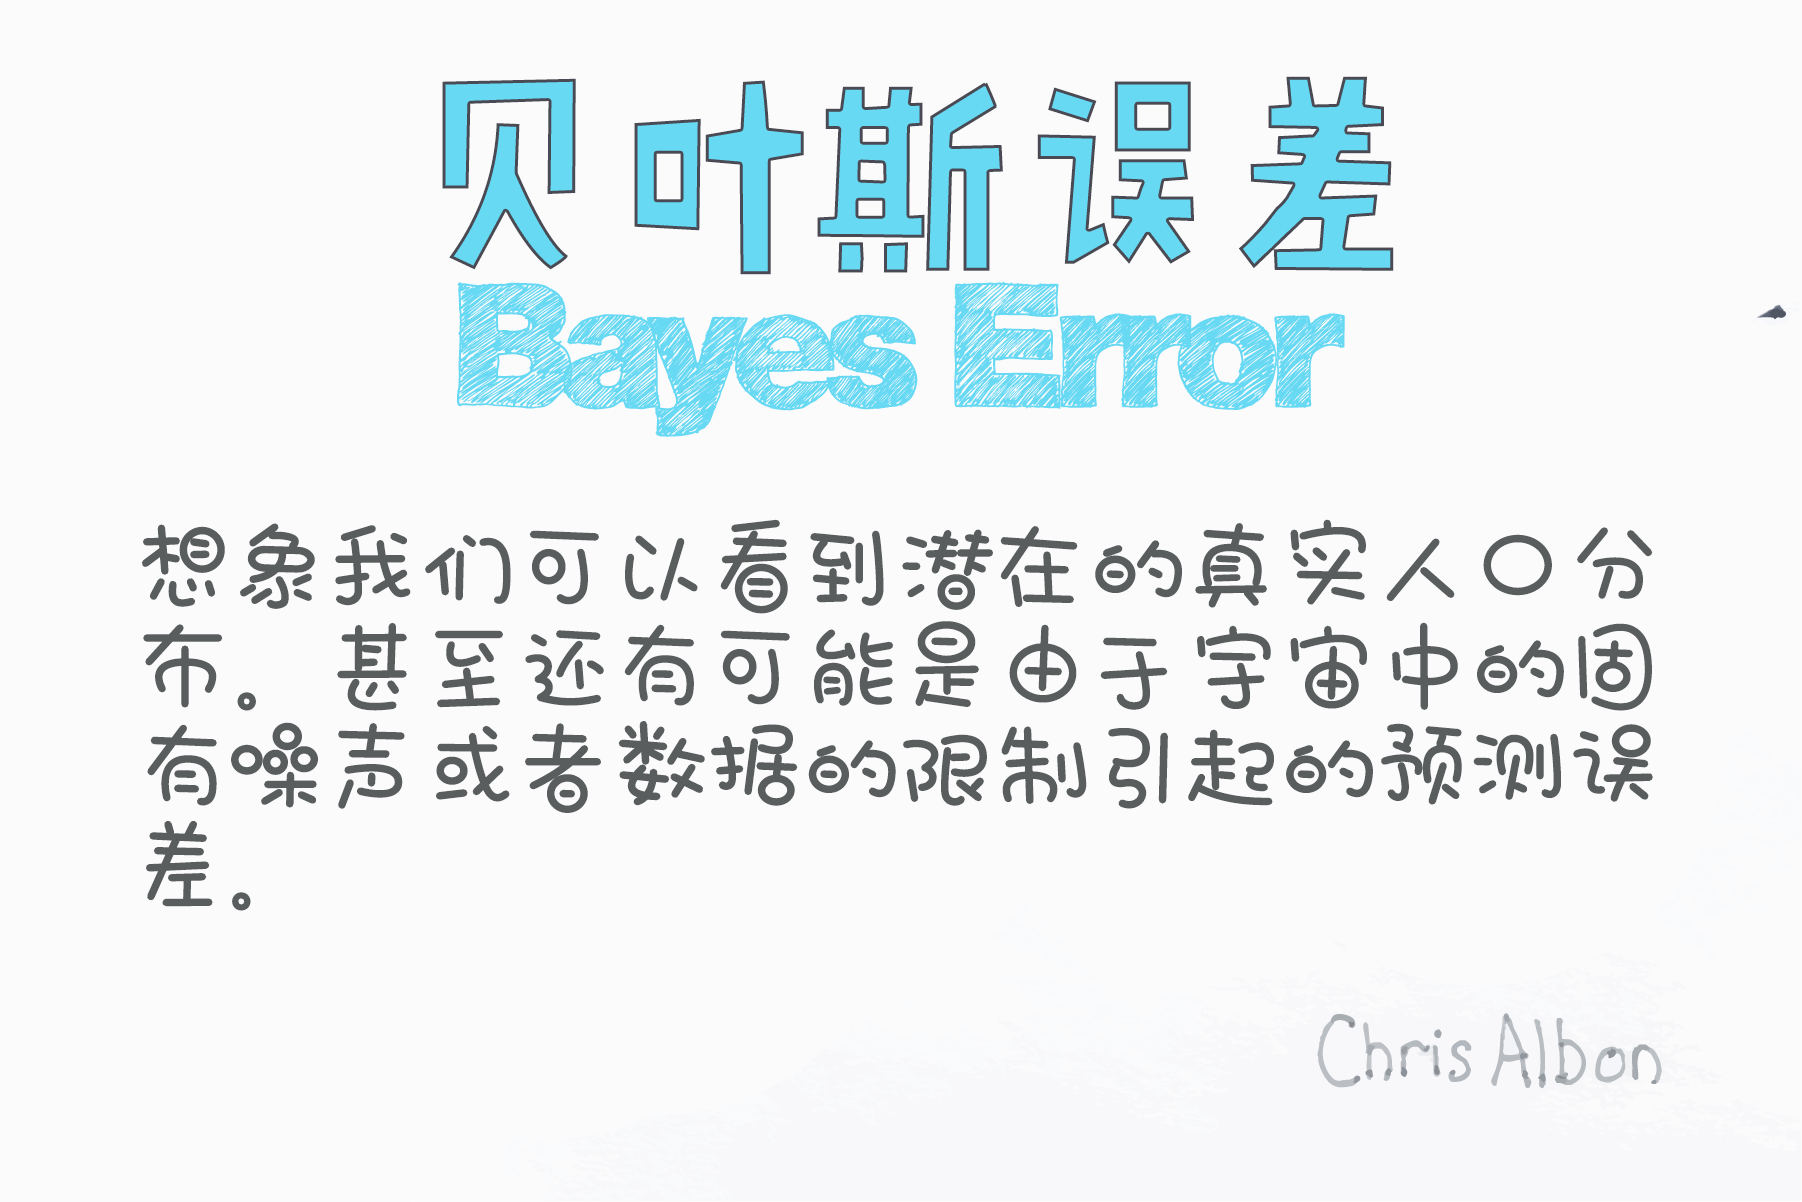 贝叶斯误差
Bayes Error
想象我们可以看到潜在的真实人口分
布。甚至还有可能是由于宇宙中的固
有噪声或者数据的限制引起的预测误
差。
Chris Albon